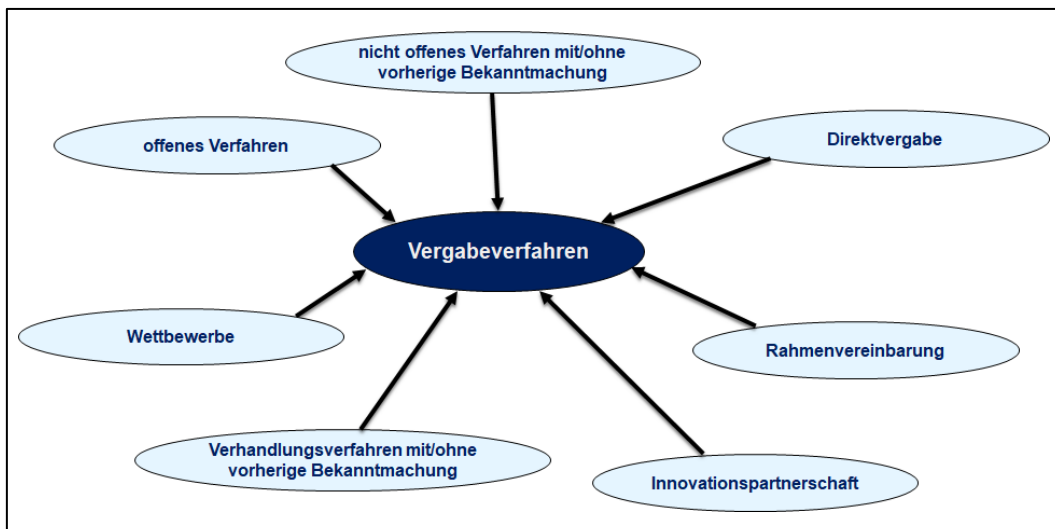 nicht offenes Verfahren mit/ohne
vorherige Bekanntmachung
offenes Verfahren
Direktvergabe
Vergabeverfahren
Wettbewerbe
Rahmenvereinbarung
Verhandlungsverfahren mit/ohne
vorherige Bekanntmachung
Innovationspartnerschaft